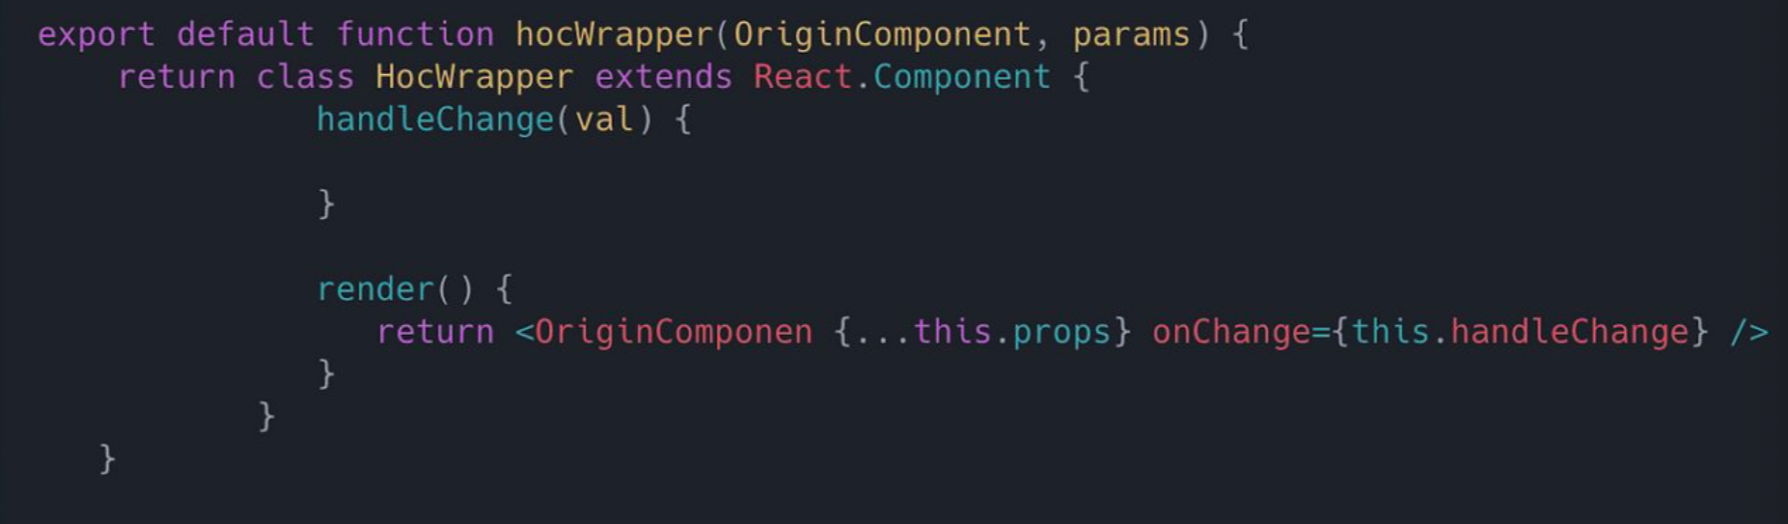 export default function hocWrapper(OriginComponent, params) {
    return class HocWrapper extends React.Component {
              handleChange(val) {
              }
              render() {
                 return <OriginComponen {...this.props} onChange={this.handleChange} />
              }
           }
   }